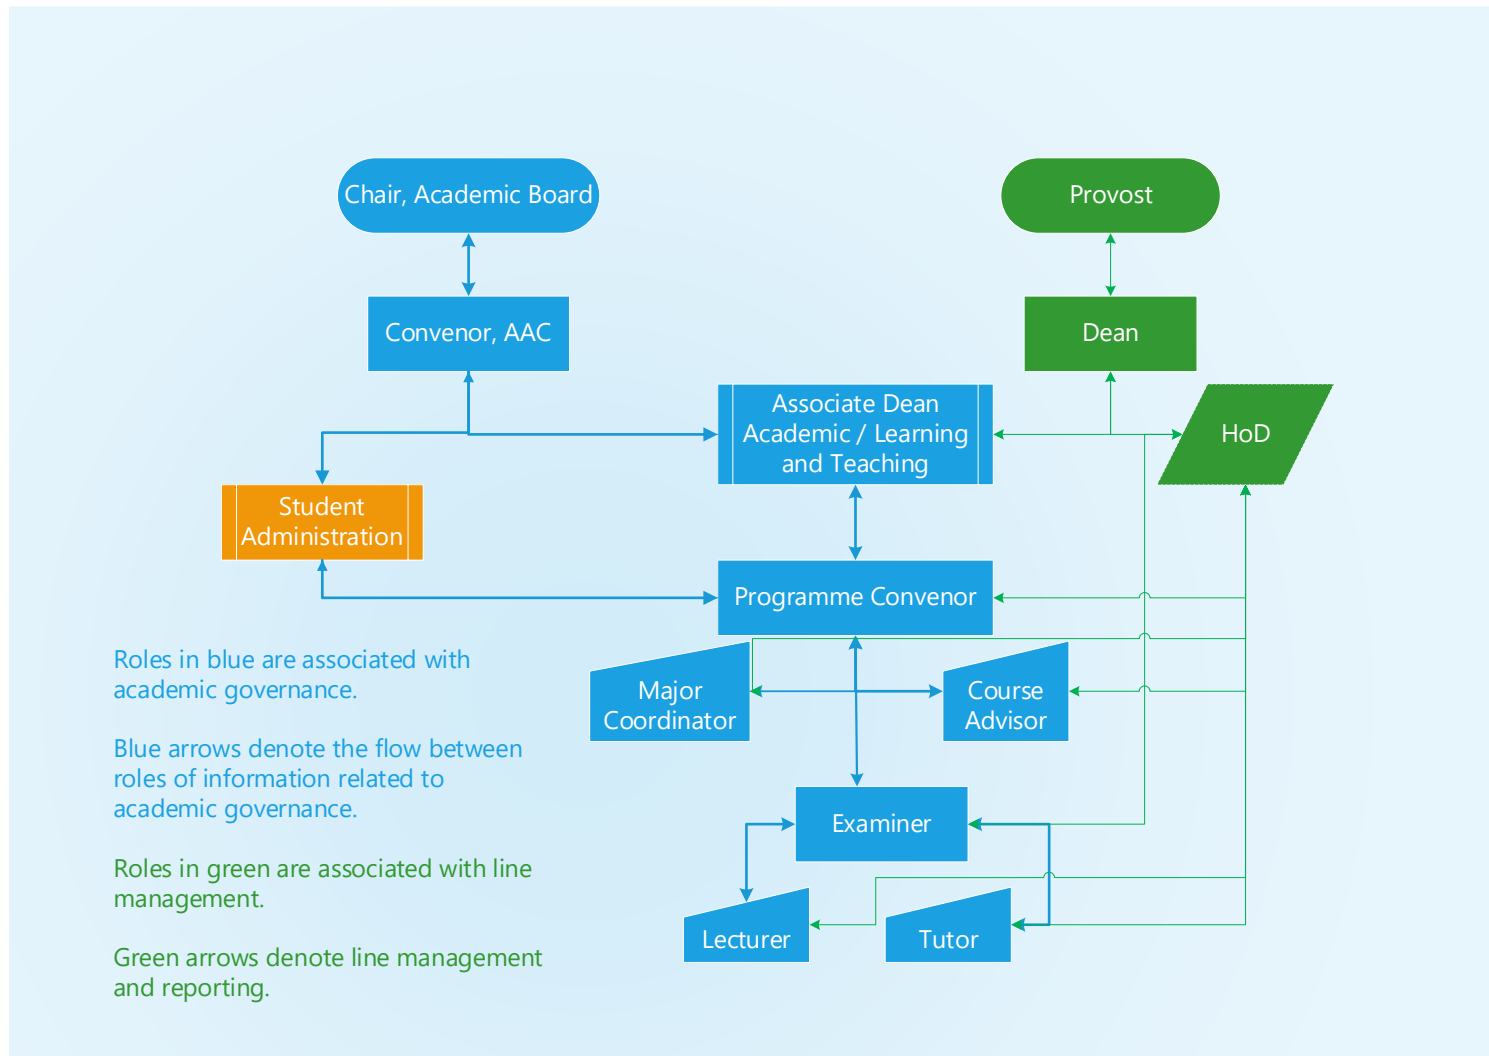 Chair, Academic Board
Provost
Convenor, AAC
Dean
Associate Dean
Academic / Learning
and Teaching
HoD
Student
Administration
Programme Convenor
Roles in blue are associated with
academic governance.
Major
Coordinator
Course
Advisor
Blue arrows denote the flow between
roles of information related to
academic governance.
Examiner
Roles in green are associated with line
management.
Lecturer
Tutor
Green arrows denote line management
and reporting.